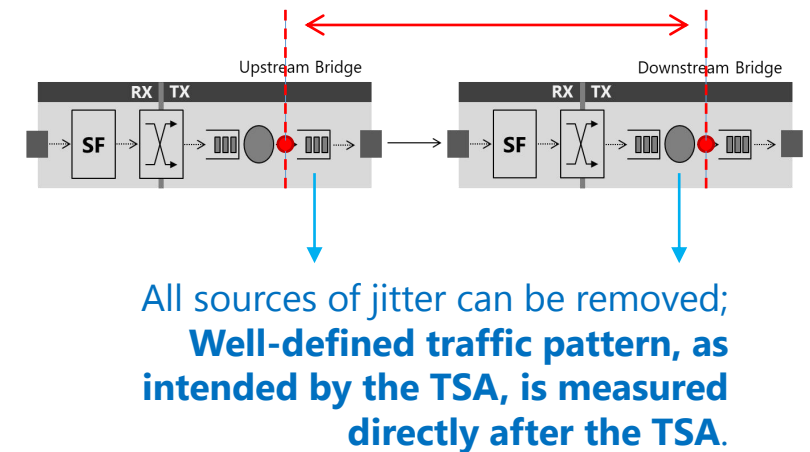 Upstream Bridge
Downstream Bridge
RX TX
RX TX
SF
SF
All sources of jitter can be removed;
Well-defined traffic pattern, as
intended by the TSA, is measured
directly after the TSA.